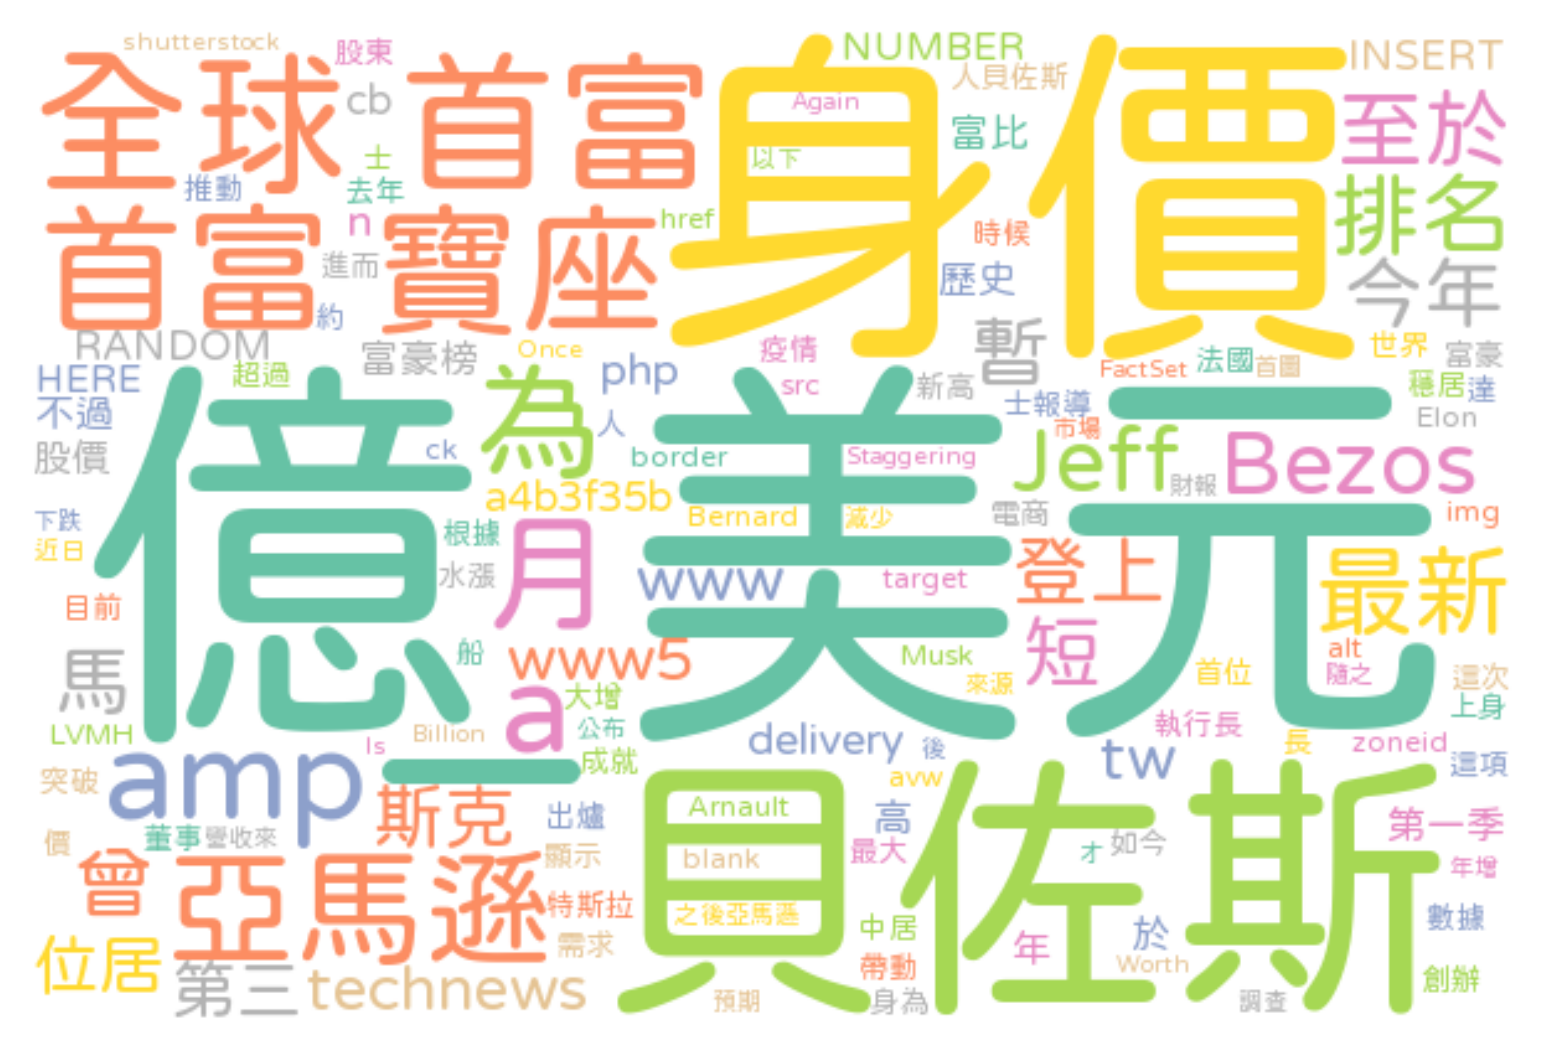 shutterstock
股東
NUMBER
INSERT
人貝佐斯
全球首富
cb
身價
Again
富比
至於
以下
士
推動
去年
排名
首富寶座
n
href
時候
進而
歷史
今年
約
RANDOM
富豪榜
Once
疫情
暫
世界
富豪
HERE
超過
為
php
src
新高
FactSet
法國
首圖
穩居
達
不過
人
士報導
Elon
股價
億美元
ck
border
Staggering
市場
Jeff
Bezos
財報
a4b3f35b
Bernard
減少
電商
img
下跌
近日
根據
月
水漲
www
target
登上
最新
目前
馬
船
www5
Musk
短
alt
首位
隨之
這次
來源
上身
a
大增
LVMH
Billion
Is
公布
delivery
後
執行長
長
zoneid
tw
這項
成就
突破
amp
一
avw
貝佐斯
斯克
出爐
Arnault
高
第一季
價
董事
營收來
最大
才
如今
顯示
blank
年增
曾
亞馬遜
特斯拉
之後亞馬遜
中居
年
於
數據
位居
需求
帶動
Worth
創辦
第三
technews
預期
身為
調查